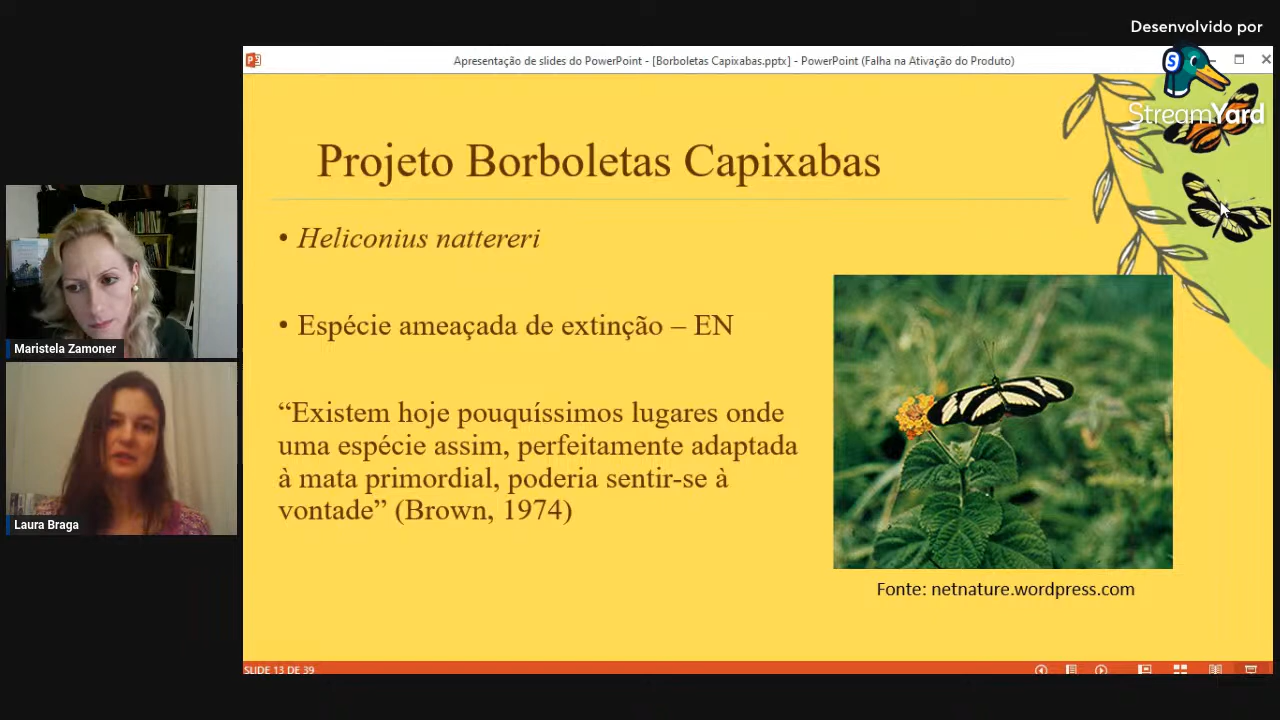 Desenvolvido por
StreamYard
Apresentação de slides do PowerPoint - [Borboletas Capixabas.pptx] - PowerPoint (Falha na Ativação do Produto)
Projeto Borboletas Capixabas
• Heliconius nattereri
• Espécie ameaçada de extinção – EN
“Existem hoje pouquíssimos lugares onde
uma espécie assim, perfeitamente adaptada
à mata primordial, poderia sentir-se à
vontade” (Brown, 1974)
Fonte: netnature.wordpress.com
Maristela Zamoner
Laura Braga
SLIDE 13 DE 39